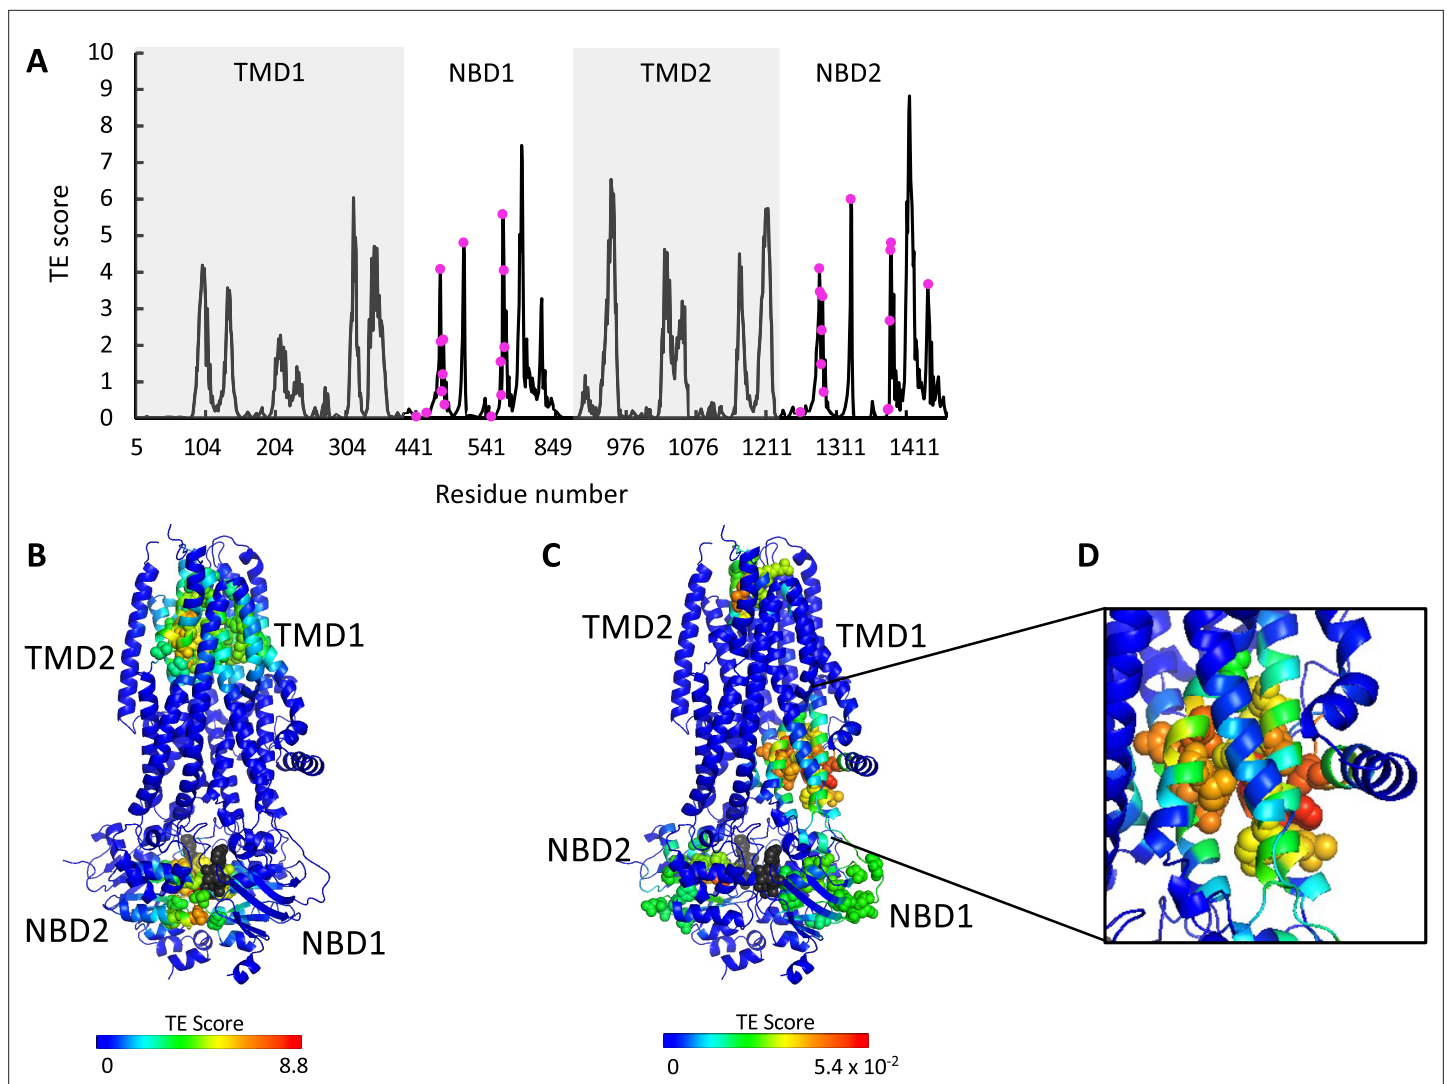 A
TMD1
NBD1
TMD2
NBD2
10
9
8
7
6
5
4
3
2
1
0
TE score
5 104 204 304 441 541 849 976 1076 1211 1311 1411
Residue number
B
TMD2
TMD1
NBD2
NBD1
TE Score
0 8.8
C
TMD2
TMD1
NBD2
NBD1
TE Score
0 5.4 x 10⁻²
D